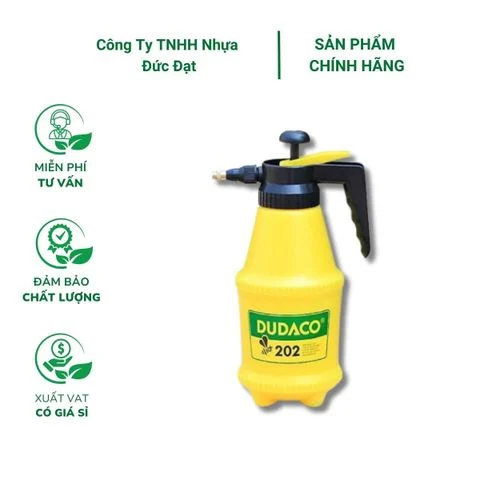 Công Ty TNHH Nhựa
Đức Đạt
SẢN PHẨM
CHÍNH HÃNG
MIỄN PHÍ
TƯ VẤN
ĐẢM BẢO
CHẤT LƯỢNG
XUẤT VAT
CÓ GIÁ SỈ
DUDACO®
202